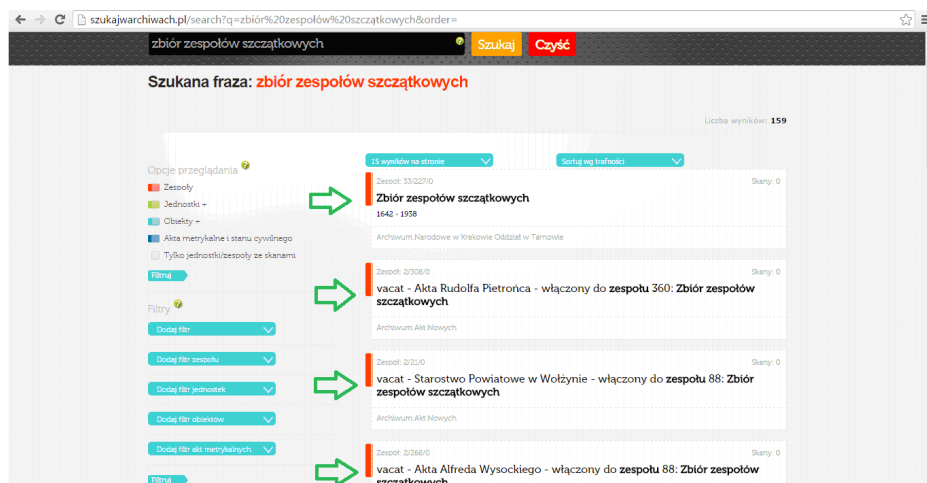 szukajwarchiwach.pl/search?q=zbiór%20zespołów%20szczątkowych&order=
zbiór zespołów szczątkowych
Szukaj
Czyść
Szukana fraza: zbiór zespołów szczątkowych
Liczba wyników: 159
Opcje przeglądania
Zespoły
Jednostki +
Obiekty +
Akta metrykalne i stanu cywilnego
Tylko jednostki/zespoły ze skanami
Filtruj
Filtry
Dodaj filtr
Dodaj filtr zespołu
Dodaj filtr jednostek
Dodaj filtr obiektów
Dodaj filtr akt metrykalnych
Filtruj
15 wyników na stronie
Sortuj wg trafności
Zespół: 33/227/0
Skany: 0
Zbiór zespołów szczątkowych
1642 - 1938
Archiwum Narodowe w Krakowie Oddział w Tarnowie
Zespół: 2/308/0
Skany: 0
vacat - Akta Rudolfa Pietrońca - włączony do zespołu 360: Zbiór zespołów
szczątkowych
Archiwum Akt Nowych
Zespół: 2/21/0
Skany: 0
vacat - Starostwo Powiatowe w Wołżynie - włączony do zespołu 88: Zbiór
zespołów szczątkowych
Archiwum Akt Nowych
Zespół: 2/268/0
Skany: 0
vacat - Akta Alfreda Wysockiego - włączony do zespołu 88: Zbiór zespołów
szczątkowych